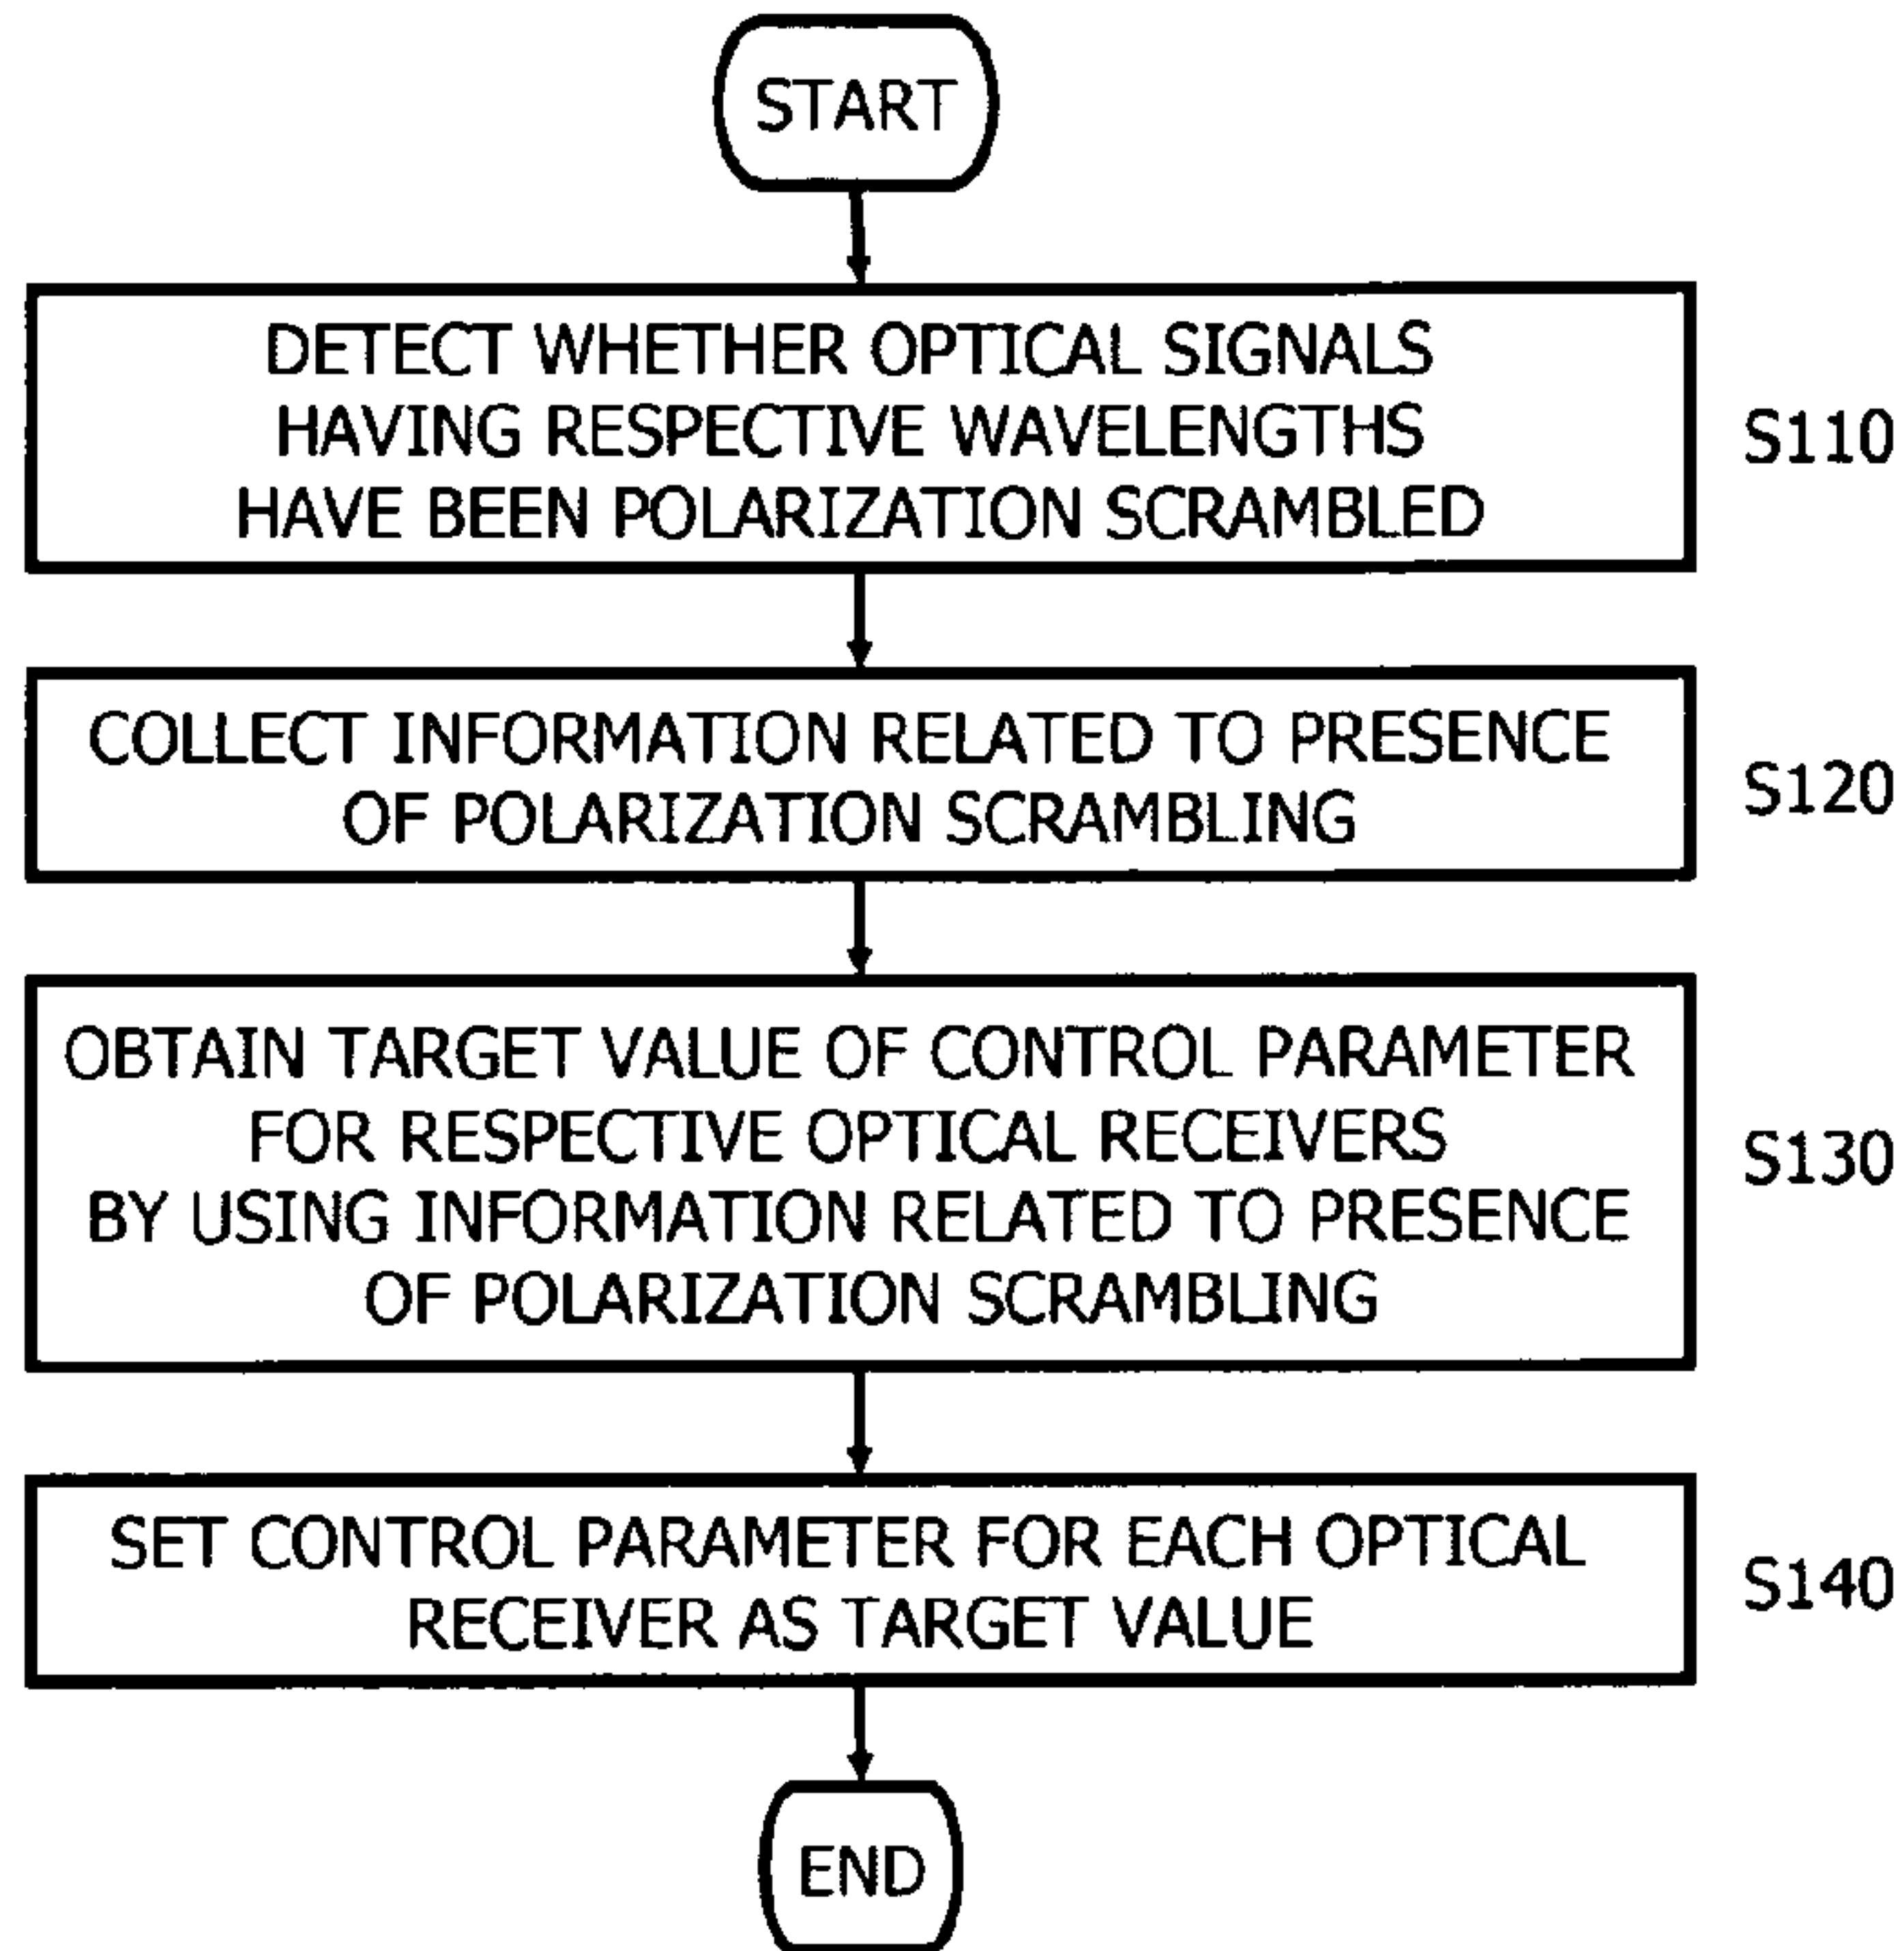 START
DETECT WHETHER OPTICAL SIGNALS
HAVING RESPECTIVE WAVELENGTHS
HAVE BEEN POLARIZATION SCRAMBLED
S110
COLLECT INFORMATION RELATED TO PRESENCE
OF POLARIZATION SCRAMBLING
S120
OBTAIN TARGET VALUE OF CONTROL PARAMETER
FOR RESPECTIVE OPTICAL RECEIVERS
BY USING INFORMATION RELATED TO PRESENCE
OF POLARIZATION SCRAMBLING
S130
SET CONTROL PARAMETER FOR EACH OPTICAL
RECEIVER AS TARGET VALUE
S140
END